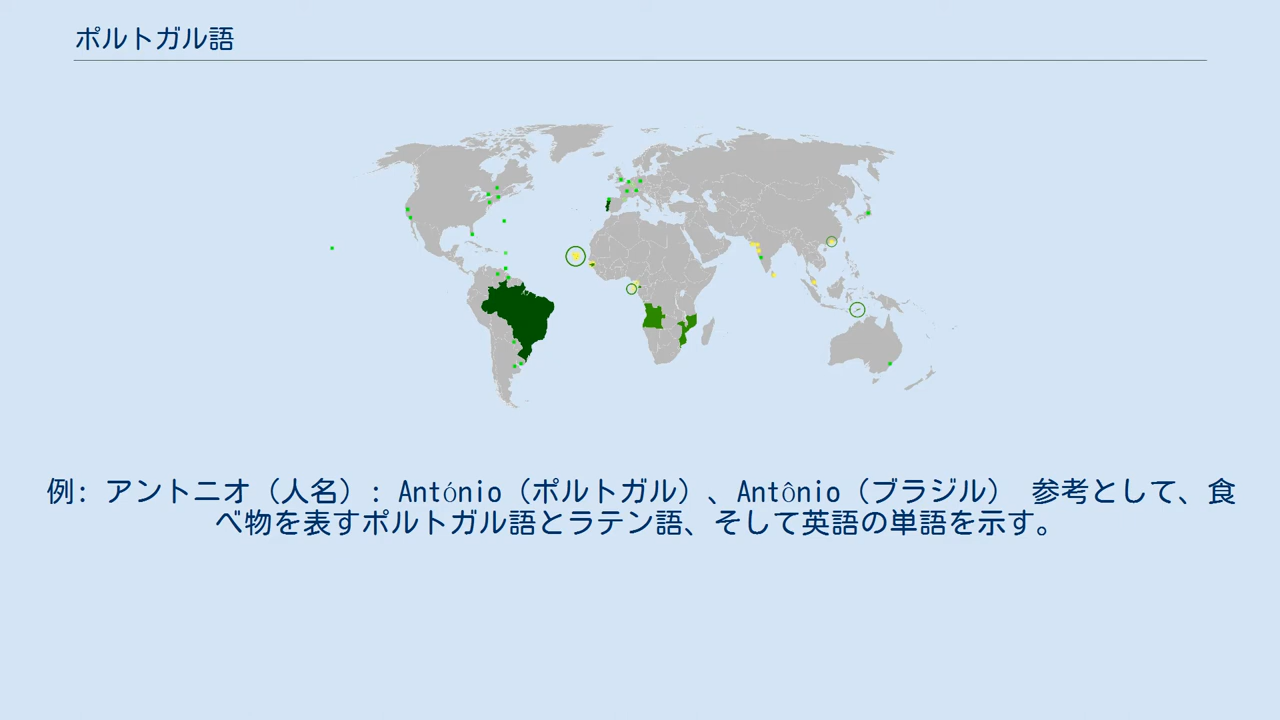 ポルトガル語
例: アントニオ（人名）: António（ポルトガル）、Antônio（ブラジル） 参考として、食
べ物を表すポルトガル語とラテン語、そして英語の単語を示す。